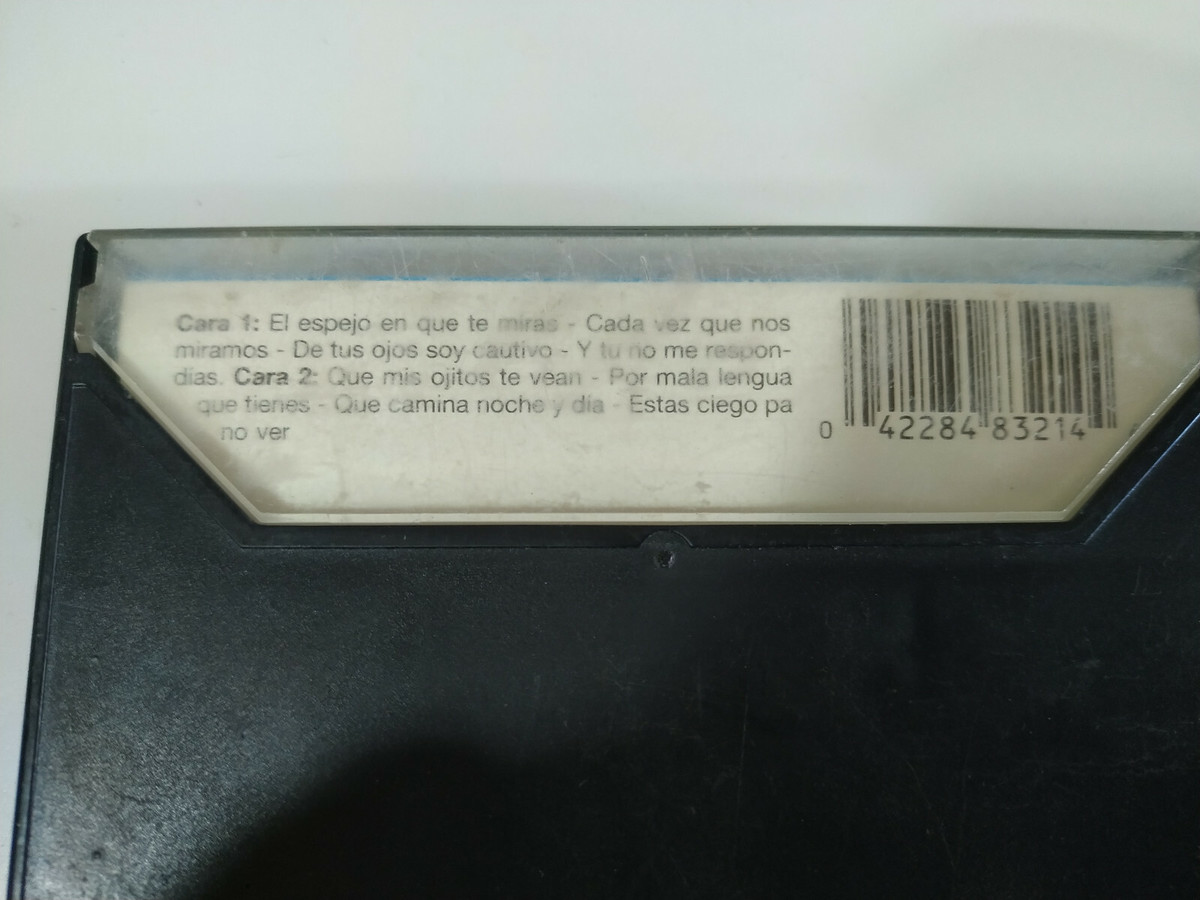 Cara 1: El espejo en que te miras - Cada vez que nos
miramos - De tus ojos soy cautivo - Y tu no me respon-
dias. Cara 2: Que mis ojitos te vean - Por mala lengua
que tienes - Que camina noche y día - Estas ciego pa
no ver
0 42284 83214